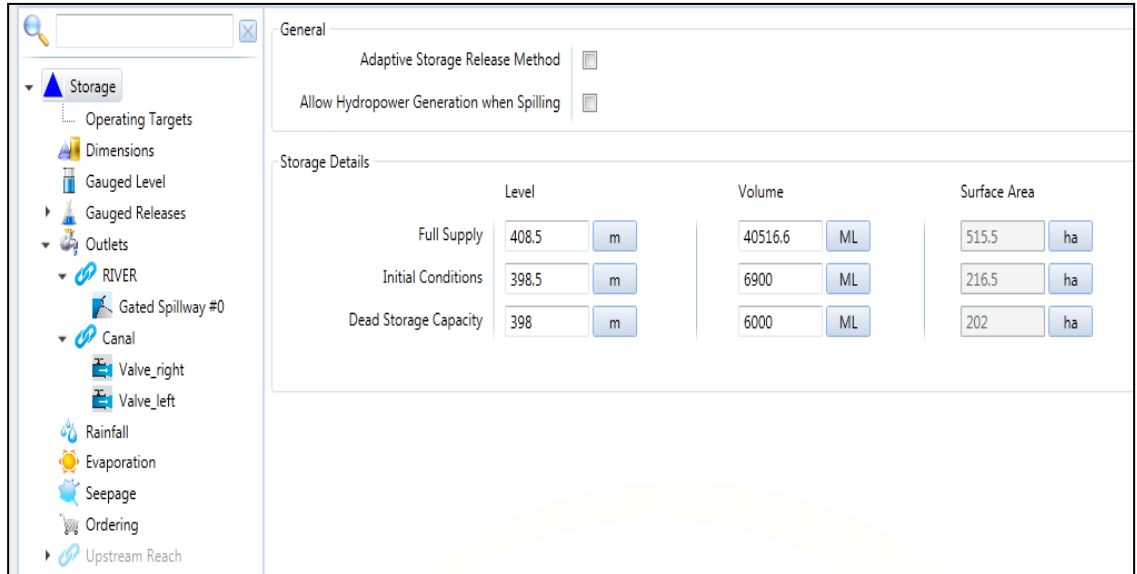 Storage
Operating Targets
Dimensions
Gauged Level
Gauged Releases
Outlets
RIVER
Gated Spillway #0
Canal
Valve_right
Valve_left
Rainfall
Evaporation
Seepage
Ordering
Upstream Reach
General
Adaptive Storage Release Method
Allow Hydropower Generation when Spilling
Storage Details
Level Volume Surface Area
Full Supply 408.5 m 40516.6 ML 515.5 ha
Initial Conditions 398.5 m 6900 ML 216.5 ha
Dead Storage Capacity 398 m 6000 ML 202 ha